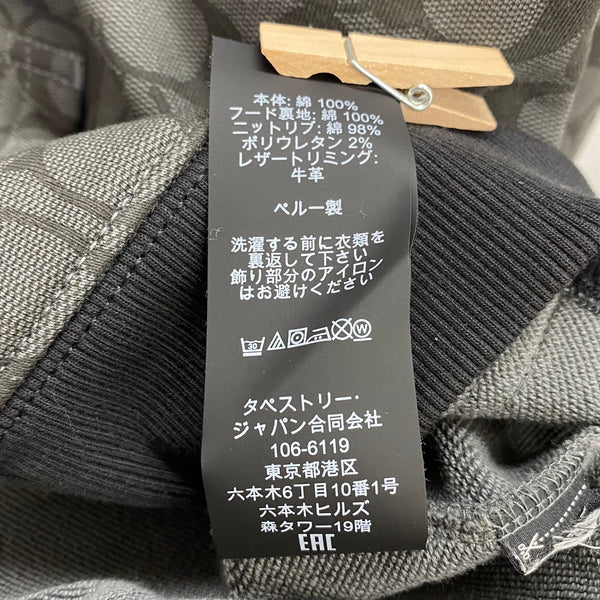 本体: 綿 100%
フード裏地: 綿 100%
ニットリブ: 綿 98%
ポリウレタン 2%
レザートリミング:
牛革
ペルー製
洗濯する前に衣類を
裏返して下さい
飾り部分のアイロン
はお避けください
30 W
タペストリー・
ジャパン合同会社
106-6119
東京都港区
六本木6丁目10番1号
六本木ヒルズ
森タワー19階
EAC